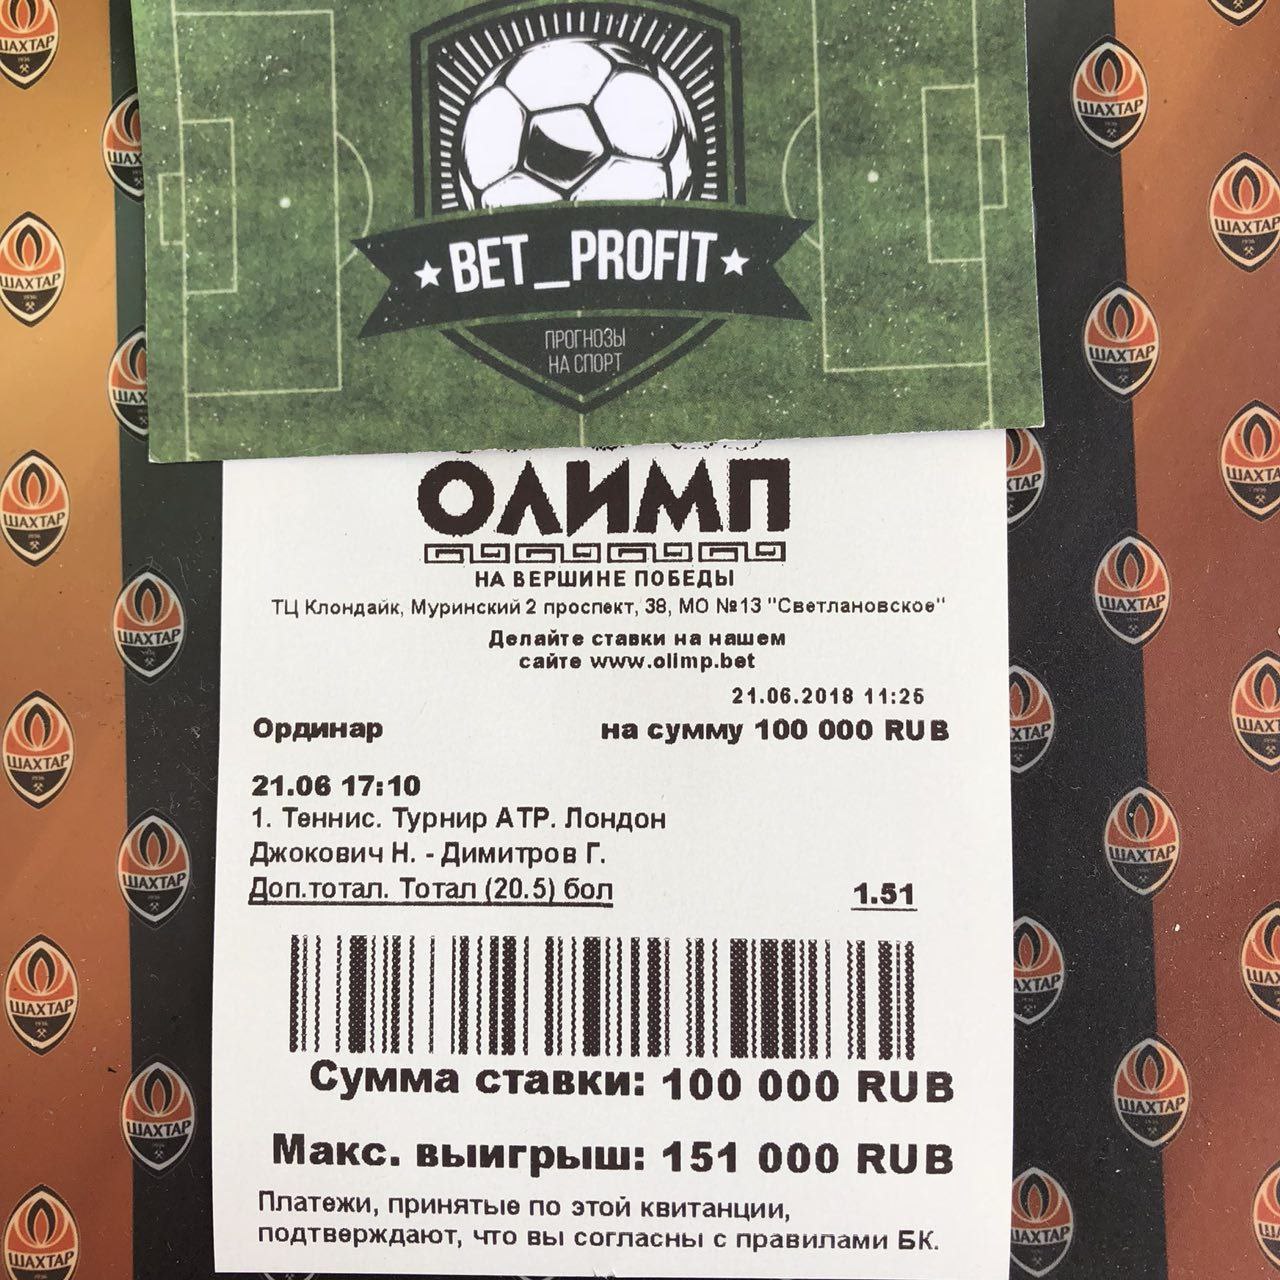 BET_PROFIT
ПРОГНОЗЫ
НА СПОРТ
ОЛИМП
НА ВЕРШИНЕ ПОБЕДЫ
ТЦ Клондайк, Муринский 2 проспект, 38, МО №13 "Светлановское"
Делайте ставки на нашем
сайте www.olimp.bet
21.06.2018 11:25
Ординар на сумму 100 000 RUB
21.06 17:10
1. Теннис. Турнир ATP. Лондон
Джокович Н. - Димитров Г.
Доп.тотал. Тотал (20.5) бол 1.51
Сумма ставки: 100 000 RUB
Макс. выигрыш: 151 000 RUB
Платежи, принятые по этой квитанции,
подтверждают, что вы согласны с правилами БК.
ШАХТАР
1936